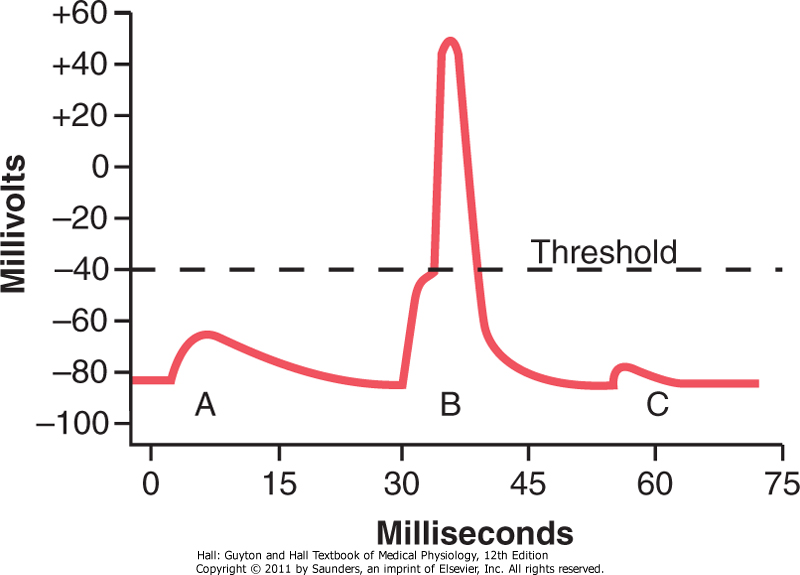 +60
+40
+20
0
−20
−40
−60
−80
−100
Millivolts
Threshold
A
B
C
0 15 30 45 60 75
Milliseconds
Hall: Guyton and Hall Textbook of Medical Physiology, 12th Edition
Copyright © 2011 by Saunders, an imprint of Elsevier, Inc. All rights reserved.